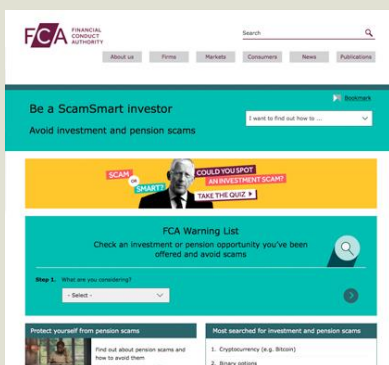 FCA FINANCIAL
CONDUCT
AUTHORITY
Search
About us
Firms
Markets
Consumers
News
Publications
Bookmark
Be a ScamSmart investor
I want to find out how to ...
Avoid investment and pension scams
SCAM
OR
SMART?
COULD YOU SPOT
AN INVESTMENT SCAM?
TAKE THE QUIZ
FCA Warning List
Check an investment or pension opportunity you've been
offered and avoid scams
Step 1. What are you considering?
- Select -
Protect yourself from pension scams
Find out about pension scams and
how to avoid them
Most searched for investment and pension scams
1. Cryptocurrency (e.g. Bitcoin)
2. Binary options